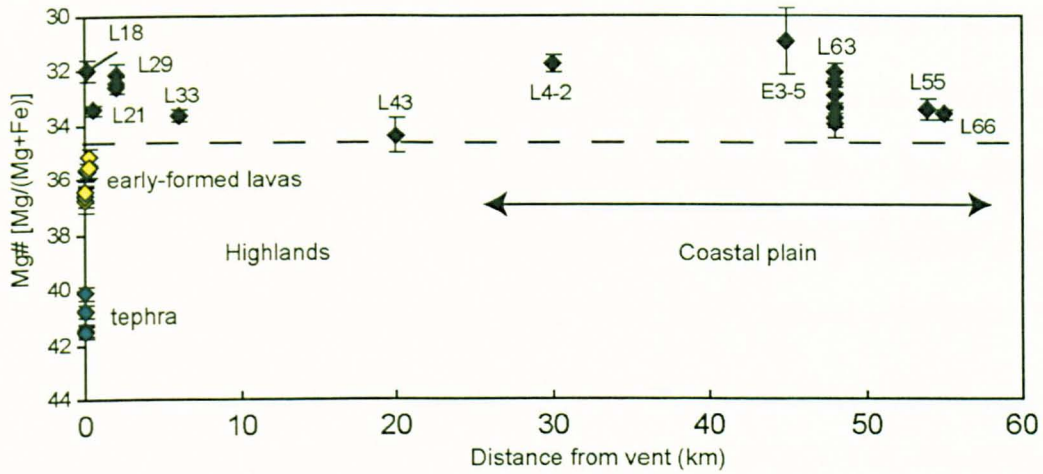 30
32
34
36
38
40
42
44
Mg# [Mg/(Mg+Fe)]
L18
L29
L21
L33
L43
L4-2
E3-5
L63
L55
L66
early-formed lavas
Highlands
Coastal plain
tephra
0
10
20
30
40
50
60
Distance from vent (km)